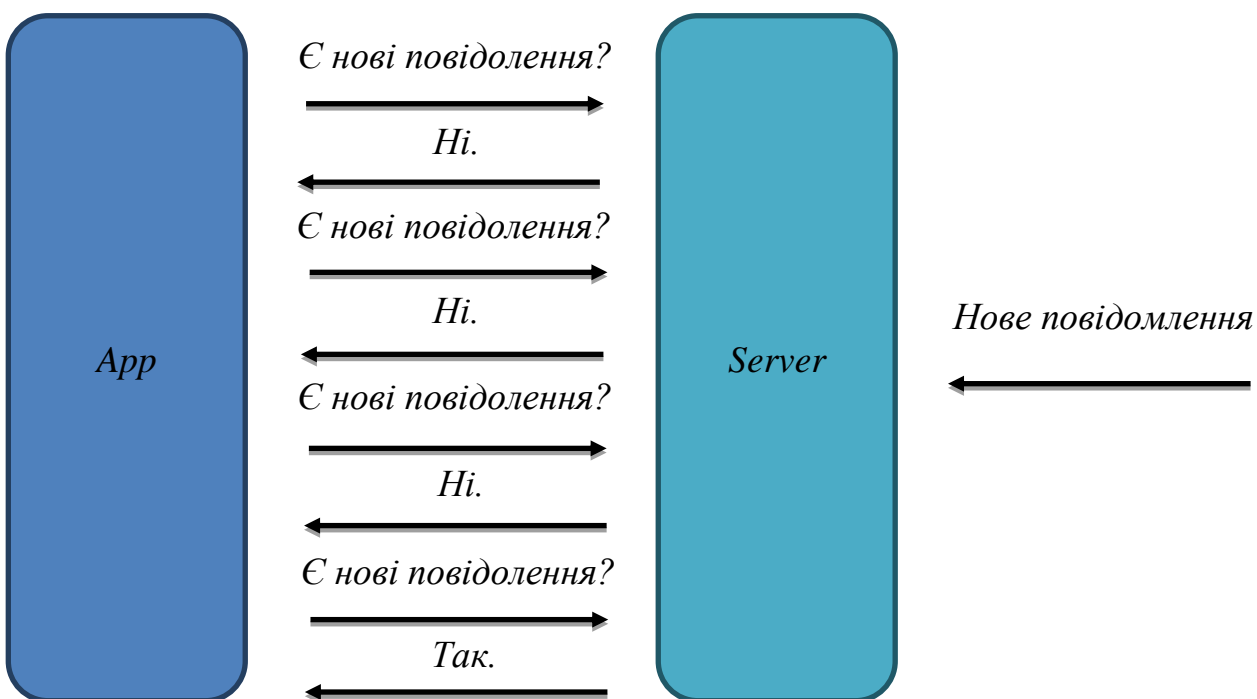 Є нові повідолення?
Ні.
Є нові повідолення?
Ні.
Є нові повідолення?
Ні.
Є нові повідолення?
Так.
App
Server
Нове повідомлення